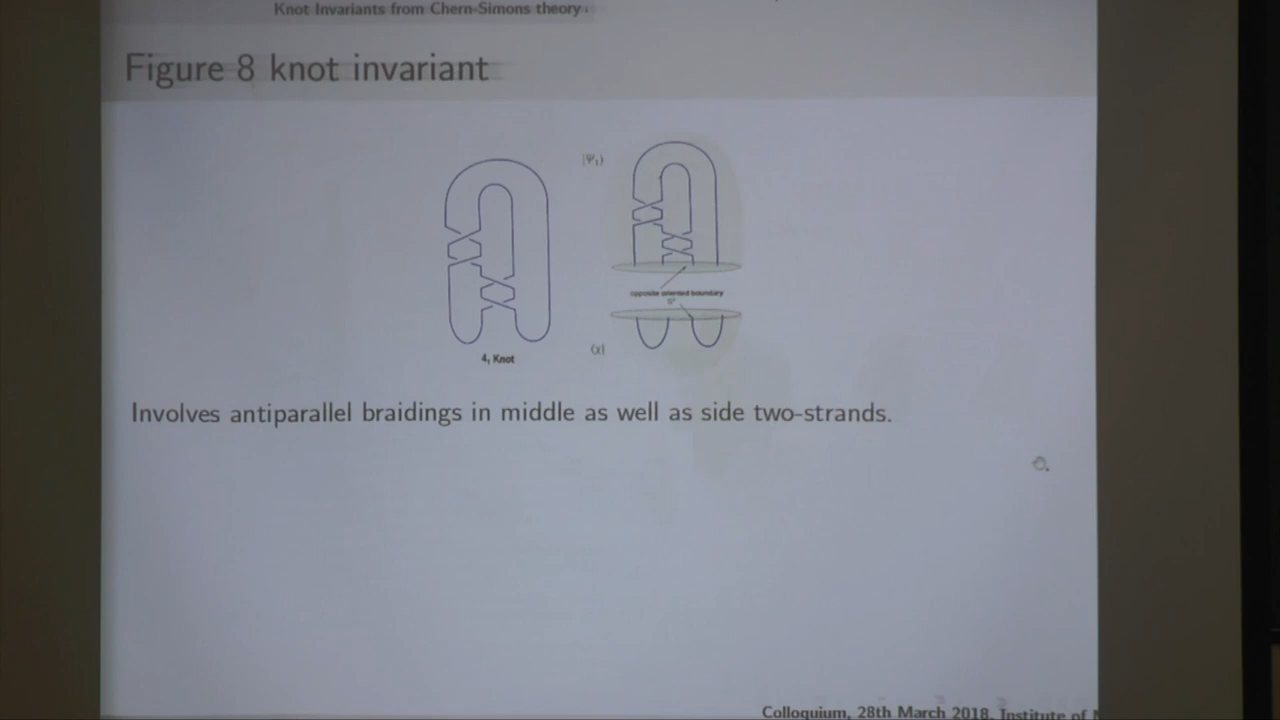 Knot Invariants from Chern-Simons theory
Figure 8 knot invariant
|Ψ₁⟩
opposite oriented boundary
S²
⟨χ|
4₁ Knot
Involves antiparallel braidings in middle as well as side two-strands.
Colloquium, 28th March 2018, Institute of